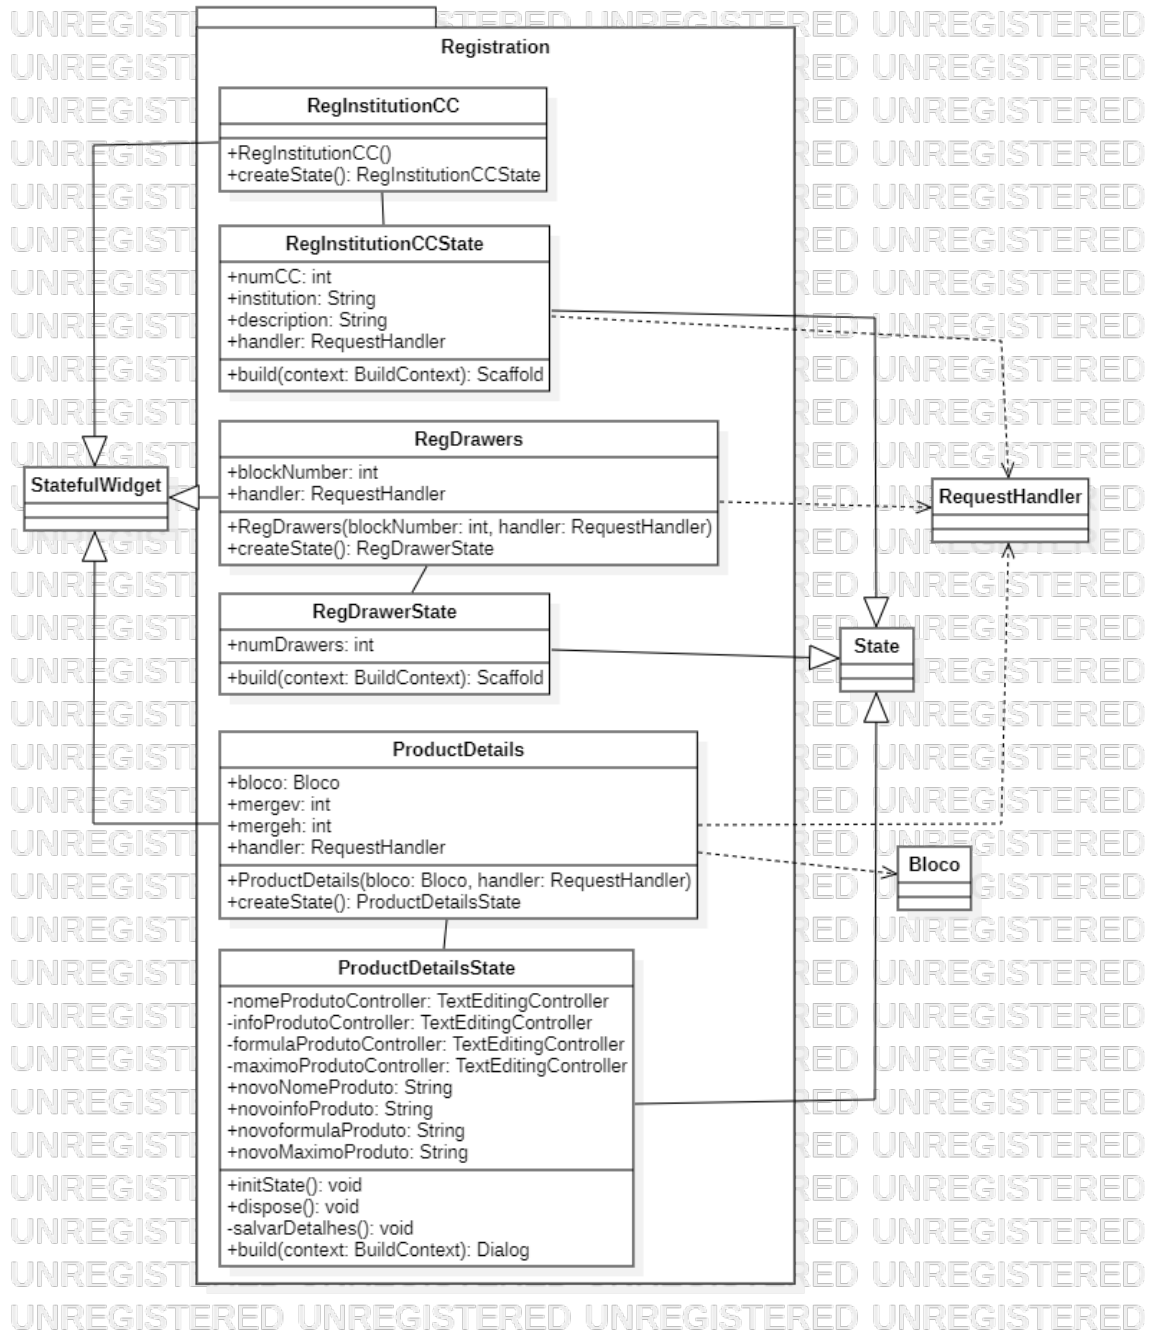 Registration
RegInstitutionCC
+RegInstitutionCC()
+createState(): RegInstitutionCCState
RegInstitutionCCState
+numCC: int
+institution: String
+description: String
+handler: RequestHandler
+build(context: BuildContext): Scaffold
RegDrawers
+blockNumber: int
+handler: RequestHandler
+RegDrawers(blockNumber: int, handler: RequestHandler)
+createState(): RegDrawerState
StatefulWidget
RequestHandler
RegDrawerState
+numDrawers: int
+build(context: BuildContext): Scaffold
State
ProductDetails
+bloco: Bloco
+mergev: int
+mergeh: int
+handler: RequestHandler
+ProductDetails(bloco: Bloco, handler: RequestHandler)
+createState(): ProductDetailsState
Bloco
ProductDetailsState
-nomeProdutoController: TextEditingController
-infoProdutoController: TextEditingController
-formulaProdutoController: TextEditingController
-maximoProdutoController: TextEditingController
+novoNomeProduto: String
+novoinfoProduto: String
+novoformulaProduto: String
+novoMaximoProduto: String
+initState(): void
+dispose(): void
-salvarDetalhes(): void
+build(context: BuildContext): Dialog
UNREGISTERED UNREGISTERED UNREGISTERED UNREGISTERED